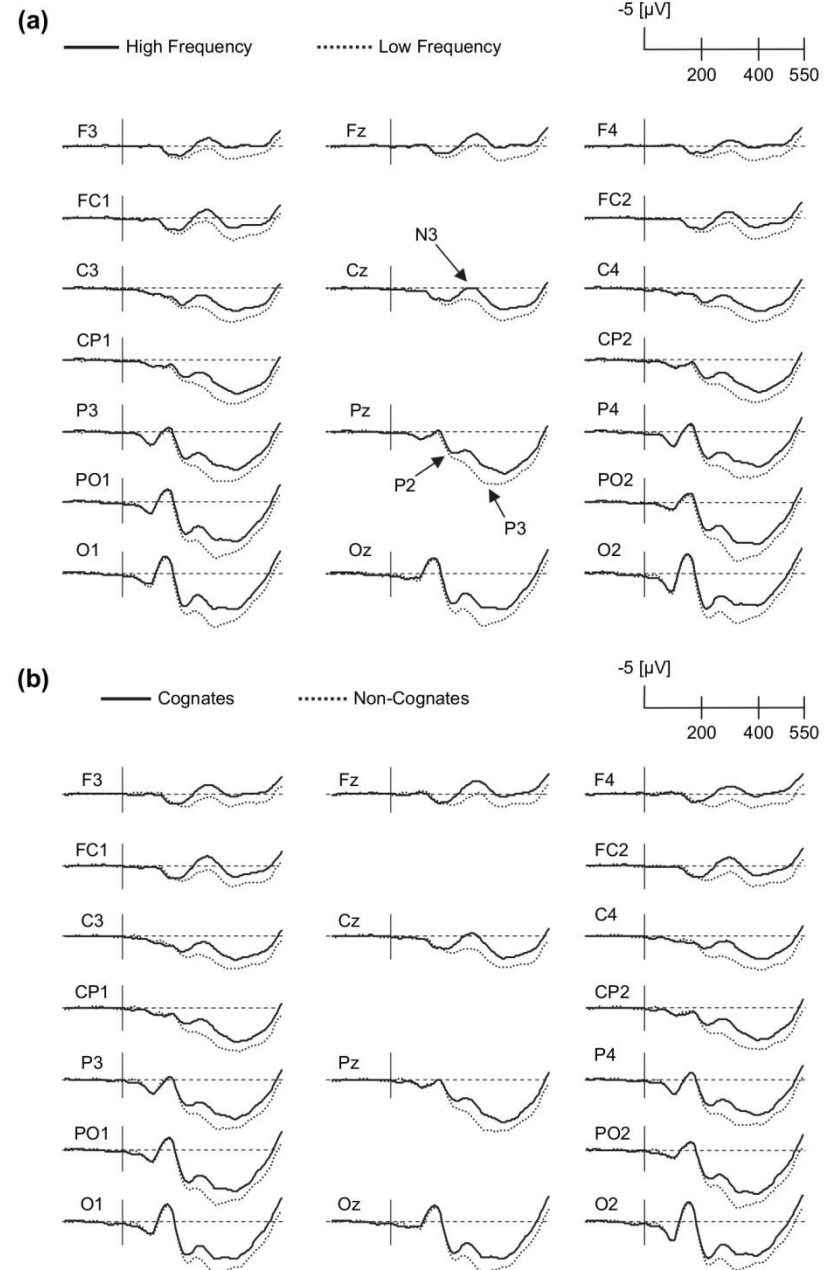 (a)
High Frequency
Low Frequency
-5 [µV]
200 400 550
F3 Fz F4
FC1 FC2
N3
C3 Cz C4
CP1 CP2
P3 Pz P4
P2
PO1 PO2
P3
O1 Oz O2
(b)
Cognates
Non-Cognates
-5 [µV]
200 400 550
F3 Fz F4
FC1 FC2
C3 Cz C4
CP1 CP2
P3 Pz P4
PO1 PO2
O1 Oz O2